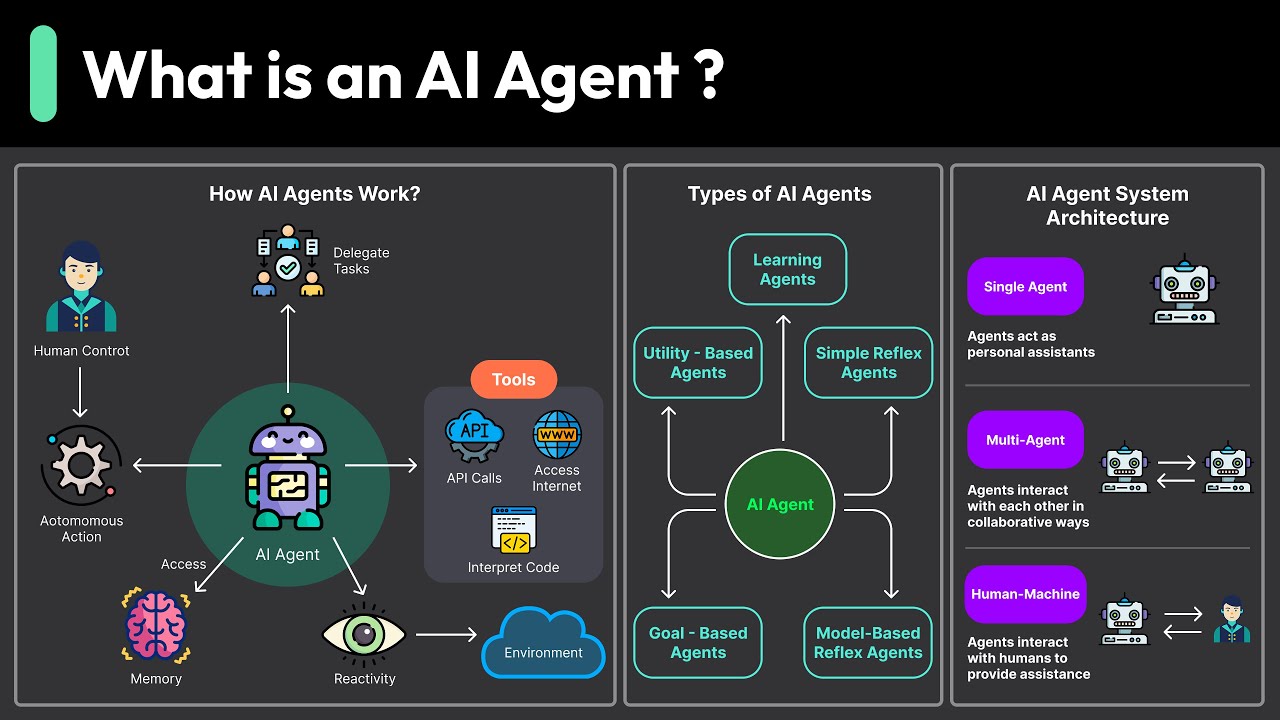 What is an AI Agent ?
How AI Agents Work?
Delegate
Tasks
Human Controt
Tools
API
WWW
API Calls
Access
Internet
</>
Interpret Code
Aotomomous
Action
AI Agent
Access
Memory
Reactivity
Environment
Types of AI Agents
Learning
Agents
Utility - Based
Agents
Simple Reflex
Agents
AI Agent
Goal - Based
Agents
Model-Based
Reflex Agents
AI Agent System
Architecture
Single Agent
Agents act as
personal assistants
Multi-Agent
Agents interact
with each other in
collaborative ways
Human-Machine
Agents interact
with humans to
provide assistance